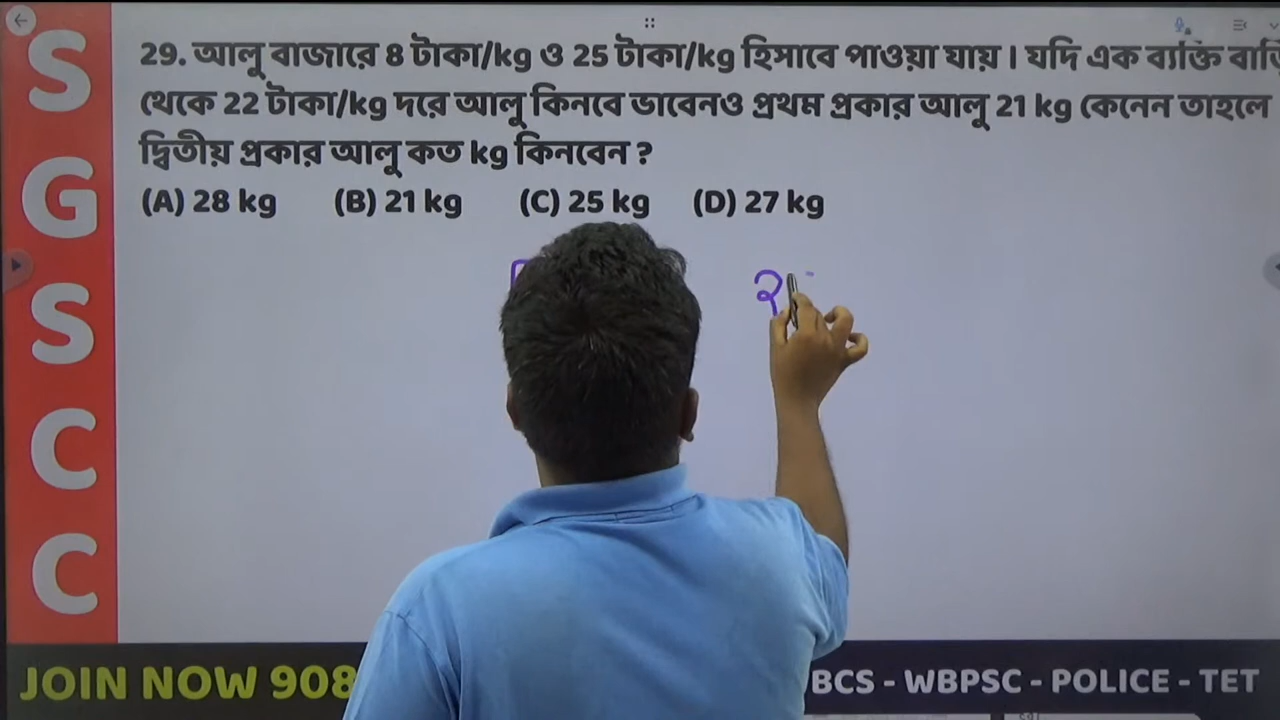 S
G
S
C
C
29. আলু বাজারে 8 টাকা/kg ও 25 টাকা/kg হিসাবে পাওয়া যায়। যদি এক ব্যক্তি
থেকে 22 টাকা/kg দরে আলু কিনবে ভাবেনও প্রথম প্রকার আলু 21 kg কেনেন তাহলে
দ্বিতীয় প্রকার আলু কত kg কিনবেন ?
(A) 28 kg (B) 21 kg (C) 25 kg (D) 27 kg
JOIN NOW 908
BCS - WBPSC - POLICE - TET